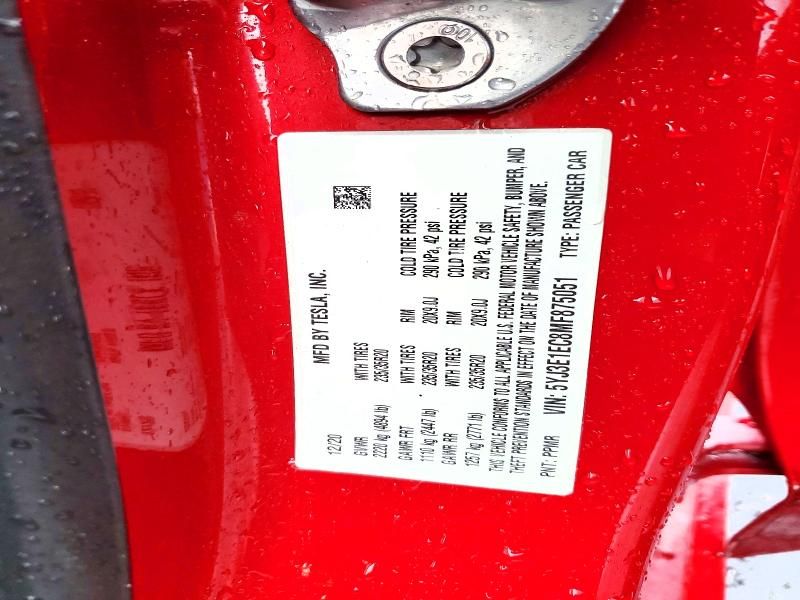 MFD BY TESLA, INC.
12/20
GVWR WITH TIRES
2220 kg (4894 lb) 235/35R20
GAWR FRT WITH TIRES RIM COLD TIRE PRESSURE
1110 kg (2447 lb) 235/35R20 20X9.0J 290 kPa, 42 psi
GAWR RR WITH TIRES RIM COLD TIRE PRESSURE
1257 kg (2771 lb) 235/35R20 20X9.0J 290 kPa, 42 psi
THIS VEHICLE CONFORMS TO ALL APPLICABLE U.S. FEDERAL MOTOR VEHICLE SAFETY, BUMPER, AND
THEFT PREVENTION STANDARDS IN EFFECT ON THE DATE OF MANUFACTURE SHOWN ABOVE.
PNT: PPMR VIN: 5YJ3E1EC3MF875051 TYPE: PASSENGER CAR